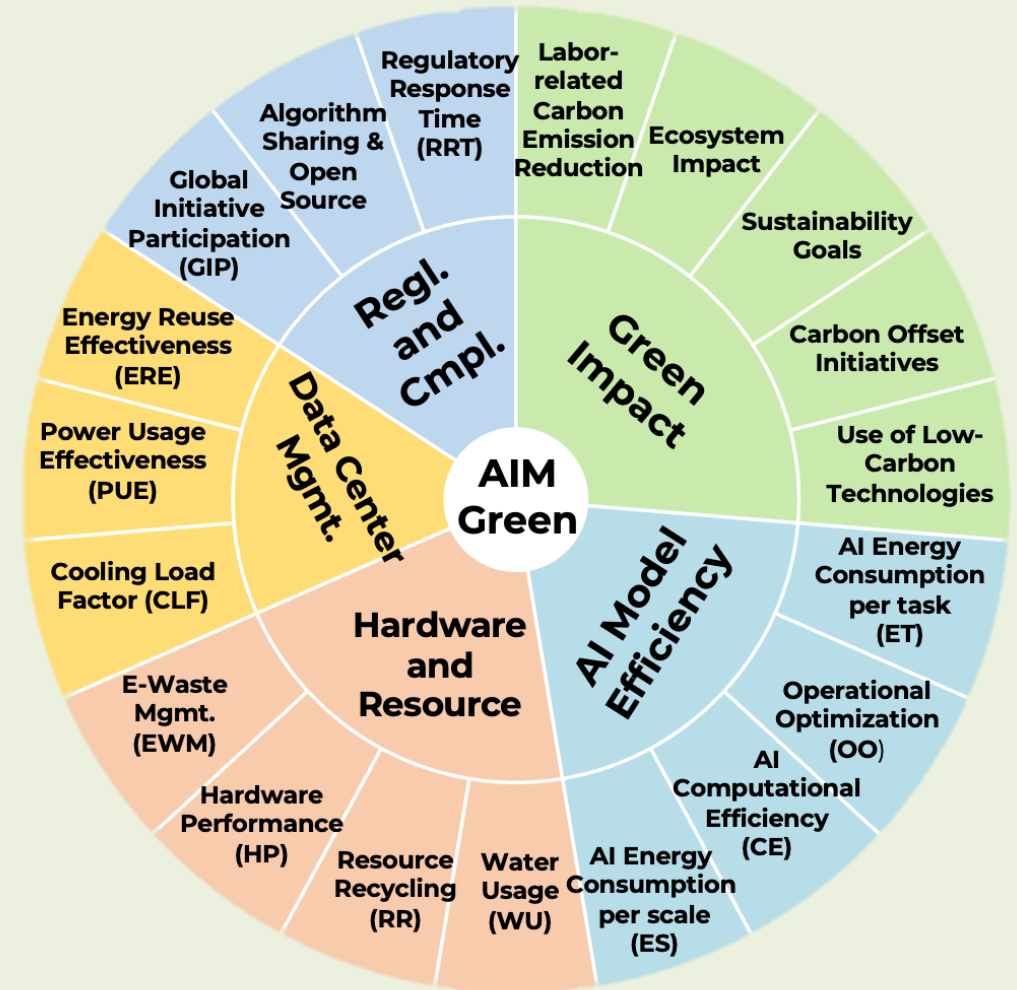 AIM
Green
Green
Impact
Labor-
related
Carbon
Emission
Reduction
Ecosystem
Impact
Sustainability
Goals
Carbon Offset
Initiatives
Use of Low-
Carbon
Technologies
AI Model
Efficiency
AI Energy
Consumption
per task
(ET)
Operational
Optimization
(OO)
AI
Computational
Efficiency
(CE)
AI Energy
Consumption
per scale
(ES)
Hardware
and
Resource
Water
Usage
(WU)
Resource
Recycling
(RR)
Hardware
Performance
(HP)
E-Waste
Mgmt.
(EWM)
Data Center
Mgmt.
Cooling Load
Factor (CLF)
Power Usage
Effectiveness
(PUE)
Energy Reuse
Effectiveness
(ERE)
Regl.
and
Cmpl.
Global
Initiative
Participation
(GIP)
Algorithm
Sharing &
Open
Source
Regulatory
Response
Time
(RRT)